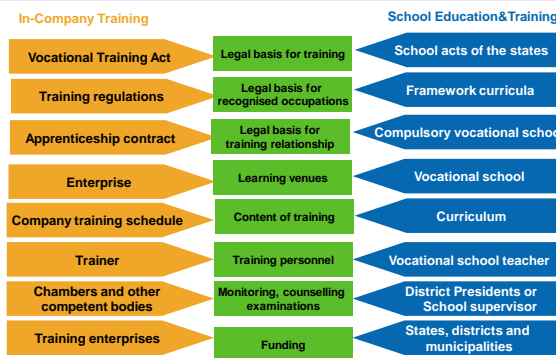 In-Company Training
School Education&Training
Vocational Training Act
Legal basis for training
School acts of the states
Training regulations
Legal basis for
recognised occupations
Framework curricula
Apprenticeship contract
Legal basis for
training relationship
Compulsory vocational schoo
Enterprise
Learning venues
Vocational school
Company training schedule
Content of training
Curriculum
Trainer
Training personnel
Vocational school teacher
Chambers and other
competent bodies
Monitoring, counselling
examinations
District Presidents or
School supervisor
Training enterprises
Funding
States, districts and
municipalities